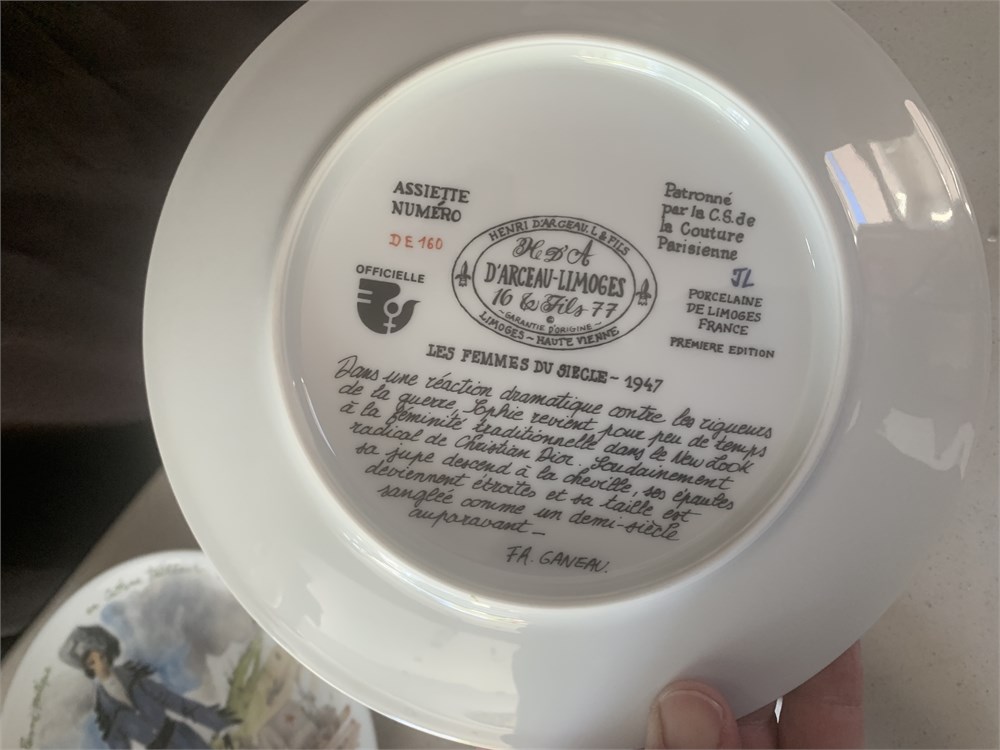 ASSIETTE
NUMÉRO
DE 160
OFFICIELLE
HENRI D'ARCEAU. L & FILS
H D'A
D'ARCEAU-LIMOGES
16 & Fils 77
~GARANTIE D'ORIGINE~
©
LIMOGES ~ HAUTE VIENNE
Patronné
par la C.S. de
la Couture
Parisienne
JL
PORCELAINE
DE LIMOGES
FRANCE
PREMIERE EDITION
LES FEMMES DU SIECLE - 1947
Dans une réaction dramatique contre les rigueurs
de la guerre, Sophie revient pour peu de temps
à la féminité traditionnelle dans le New Look
radical de Christian Dior. Soudainement
sa jupe descend à la cheville, ses épaules
deviennent étroites et sa taille est
sanglée comme un demi-siècle
auparavant _
FR. GANEAU.